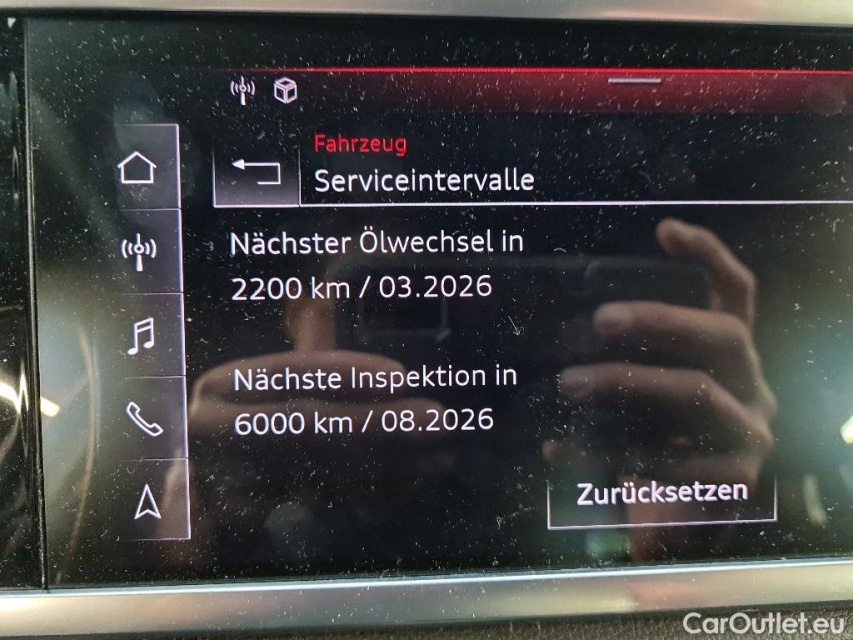 Fahrzeug
Serviceintervalle
Nächster Ölwechsel in
2200 km / 03.2026
Nächste Inspektion in
6000 km / 08.2026
Zurücksetzen
CarOutlet.eu